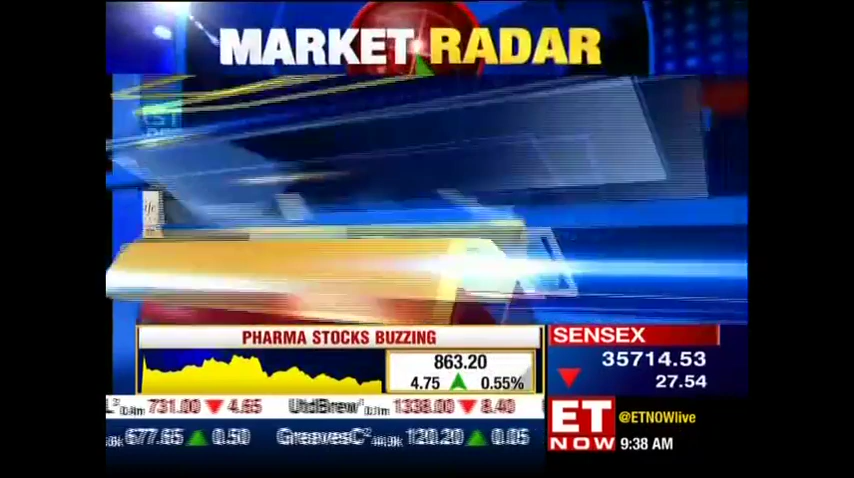 MARKET RADAR
PHARMA STOCKS BUZZING
863.20
4.75 0.55%
SENSEX
35714.53
27.54
731.00 4.65 UtdBrew 1338.00 8.40
677.65 0.50 GreavesC² 120.20 0.05
ET
NOW
@ETNOWlive
9:38 AM